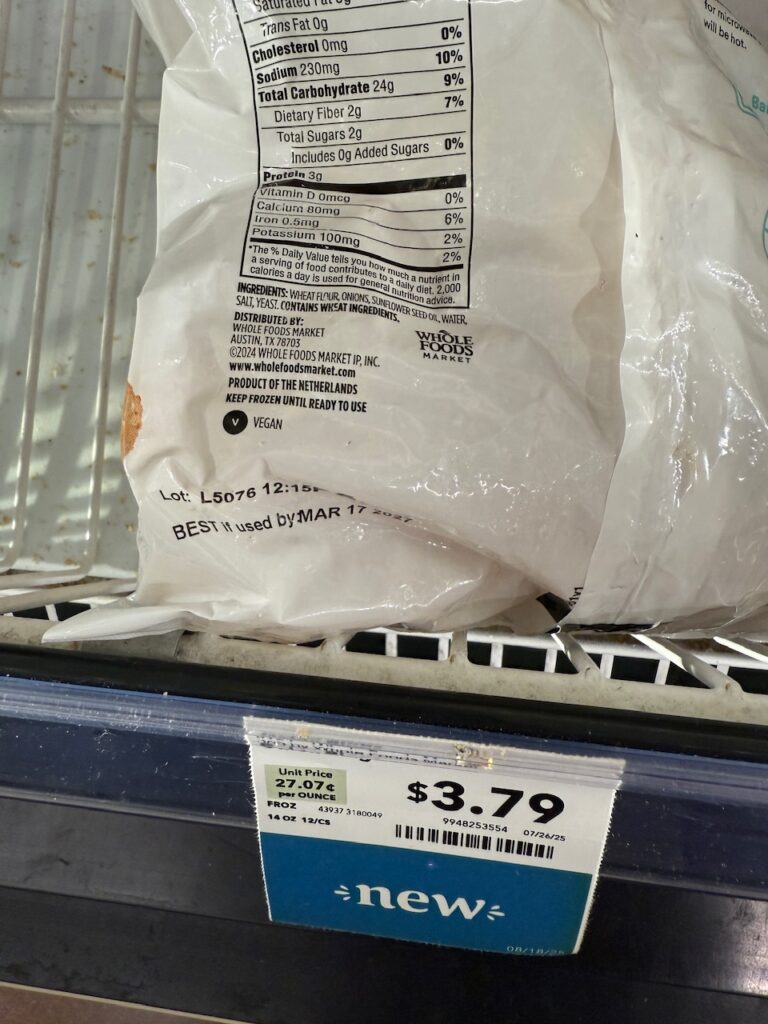 for microwave
will be hot.
Trans Fat 0g
Cholesterol 0mg 0%
Sodium 230mg 10%
Total Carbohydrate 24g 9%
Dietary Fiber 2g 7%
Total Sugars 2g
Includes 0g Added Sugars 0%
Protein 3g
Vitamin D 0mcg 0%
Calcium 80mg 6%
Iron 0.5mg 2%
Potassium 100mg 2%
*The % Daily Value tells you how much a nutrient in
a serving of food contributes to a daily diet. 2,000
calories a day is used for general nutrition advice.
INGREDIENTS: WHEAT FLOUR, ONIONS, SUNFLOWER SEED OIL, WATER,
SALT, YEAST. CONTAINS WHEAT INGREDIENTS.
DISTRIBUTED BY:
WHOLE FOODS MARKET
AUSTIN, TX 78703
©2024 WHOLE FOODS MARKET IP, INC.
www.wholefoodsmarket.com
PRODUCT OF THE NETHERLANDS
KEEP FROZEN UNTIL READY TO USE
V VEGAN
WHOLE
FOODS
MARKET
Lot: L5076
BEST if used by: MAR 17 2027
Unit Price
27.07¢
per OUNCE
$3.79
FROZ 43937 3180049
14 OZ 12/CS
9948253554 07/26/25
new